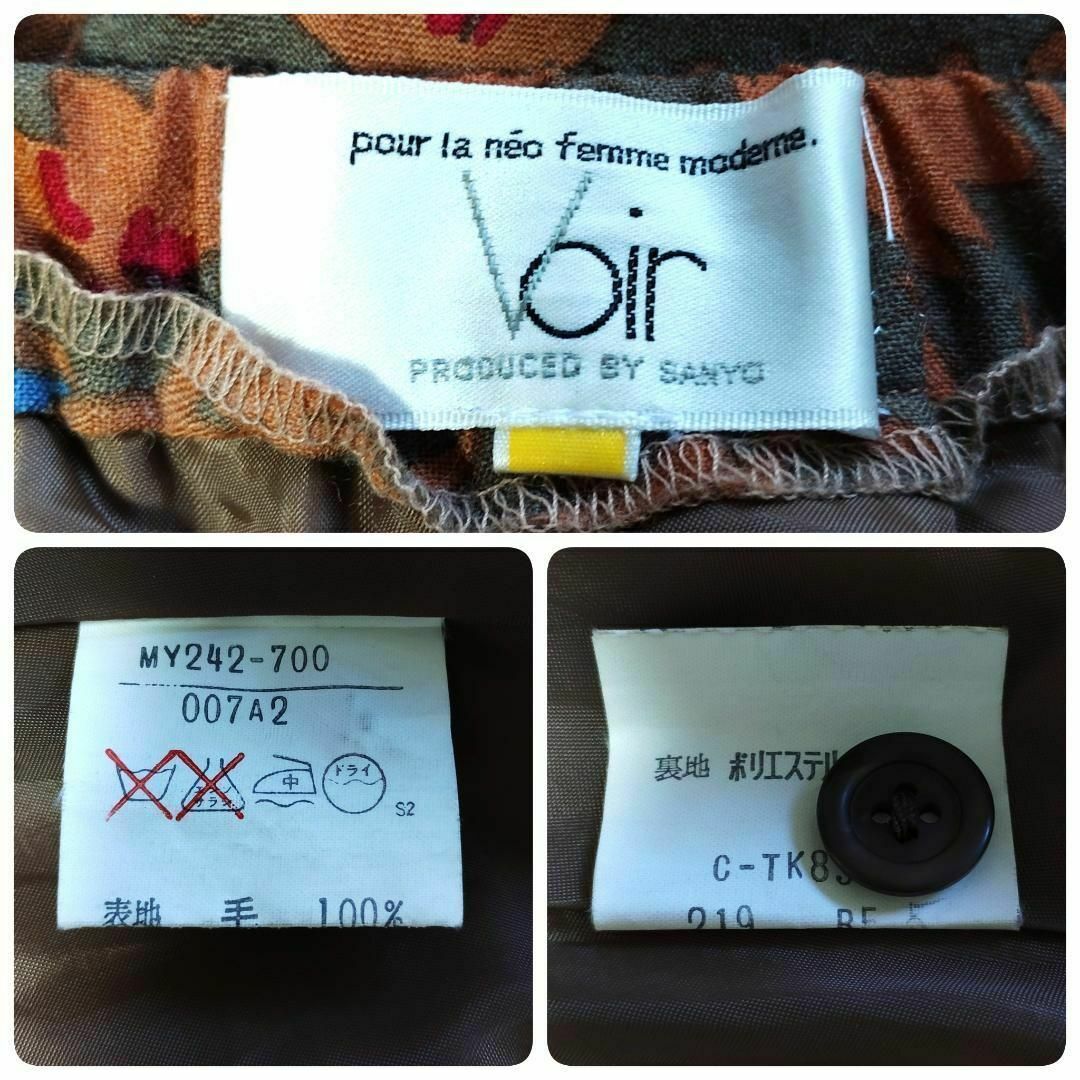 pour la néo femme moderne.
Voir
PRODUCED BY SANYO
MY242-700
007A2
中
ドライ
S2
表地 毛 100%
裏地 ポリエステル
C-TK8
219